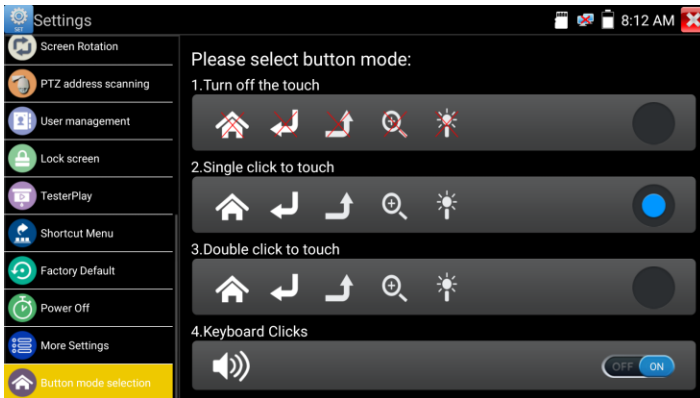 SET
Settings
8:12 AM
Screen Rotation
PTZ address scanning
User management
Lock screen
TesterPlay
Shortcut Menu
Factory Default
Power Off
More Settings
Button mode selection
Please select button mode:
1.Turn off the touch
2.Single click to touch
3.Double click to touch
4.Keyboard Clicks
OFF ON